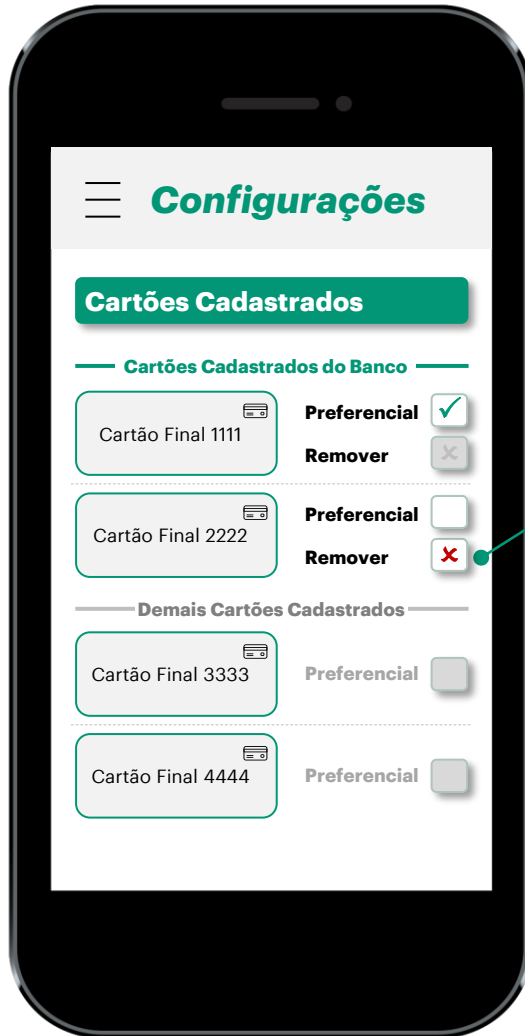 Configurações
Cartões Cadastrados
Cartões Cadastrados do Banco
Cartão Final 1111
Preferencial
Remover
Cartão Final 2222
Preferencial
Remover
Demais Cartões Cadastrados
Cartão Final 3333
Preferencial
Cartão Final 4444
Preferencial